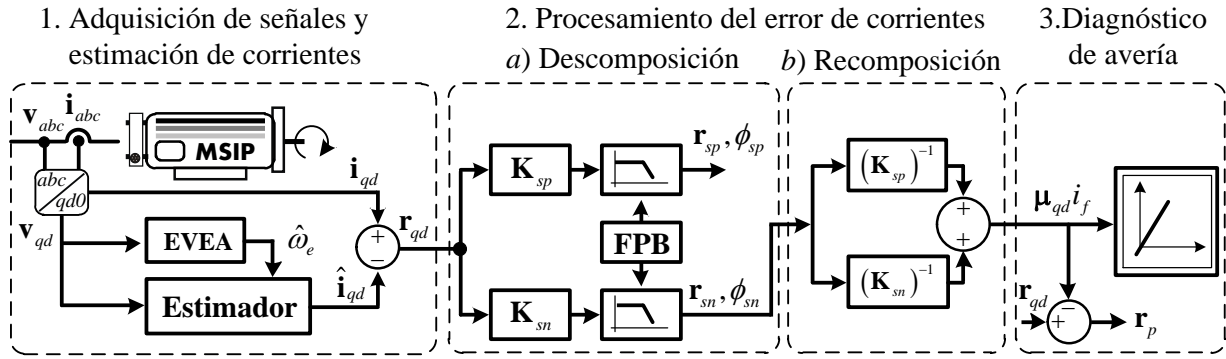 1. Adquisición de señales y
estimación de corrientes
2. Procesamiento del error de corrientes
a) Descomposición
b) Recomposición
3.Diagnóstico
de avería
v_abc
i_abc
MSIP
abc
qd0
i_qd
v_qd
EVEA
ω̂_e
Estimador
î_qd
+
−
r_qd
K_sp
r_sp, ϕ_sp
FPB
K_sn
r_sn, ϕ_sn
(K_sp)^−1
(K_sn)^−1
+
+
μ_qd i_f
r_qd
+
−
r_p